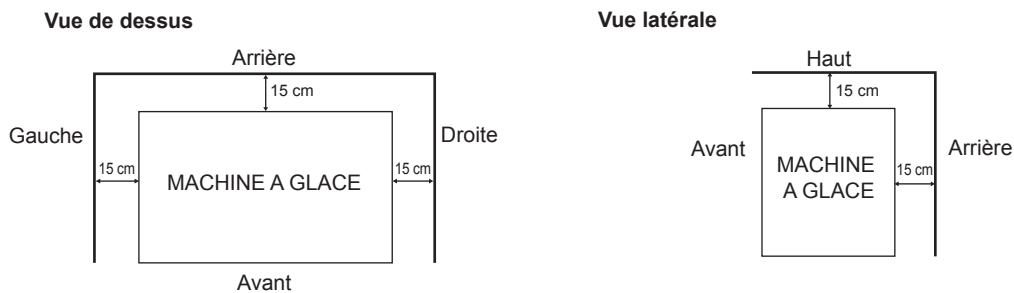 Vue de dessus
Arrière
15 cm
Gauche
Droite
15 cm
15 cm
MACHINE A GLACE
Avant
Vue latérale
Haut
15 cm
Avant
Arrière
MACHINE
A GLACE
15 cm